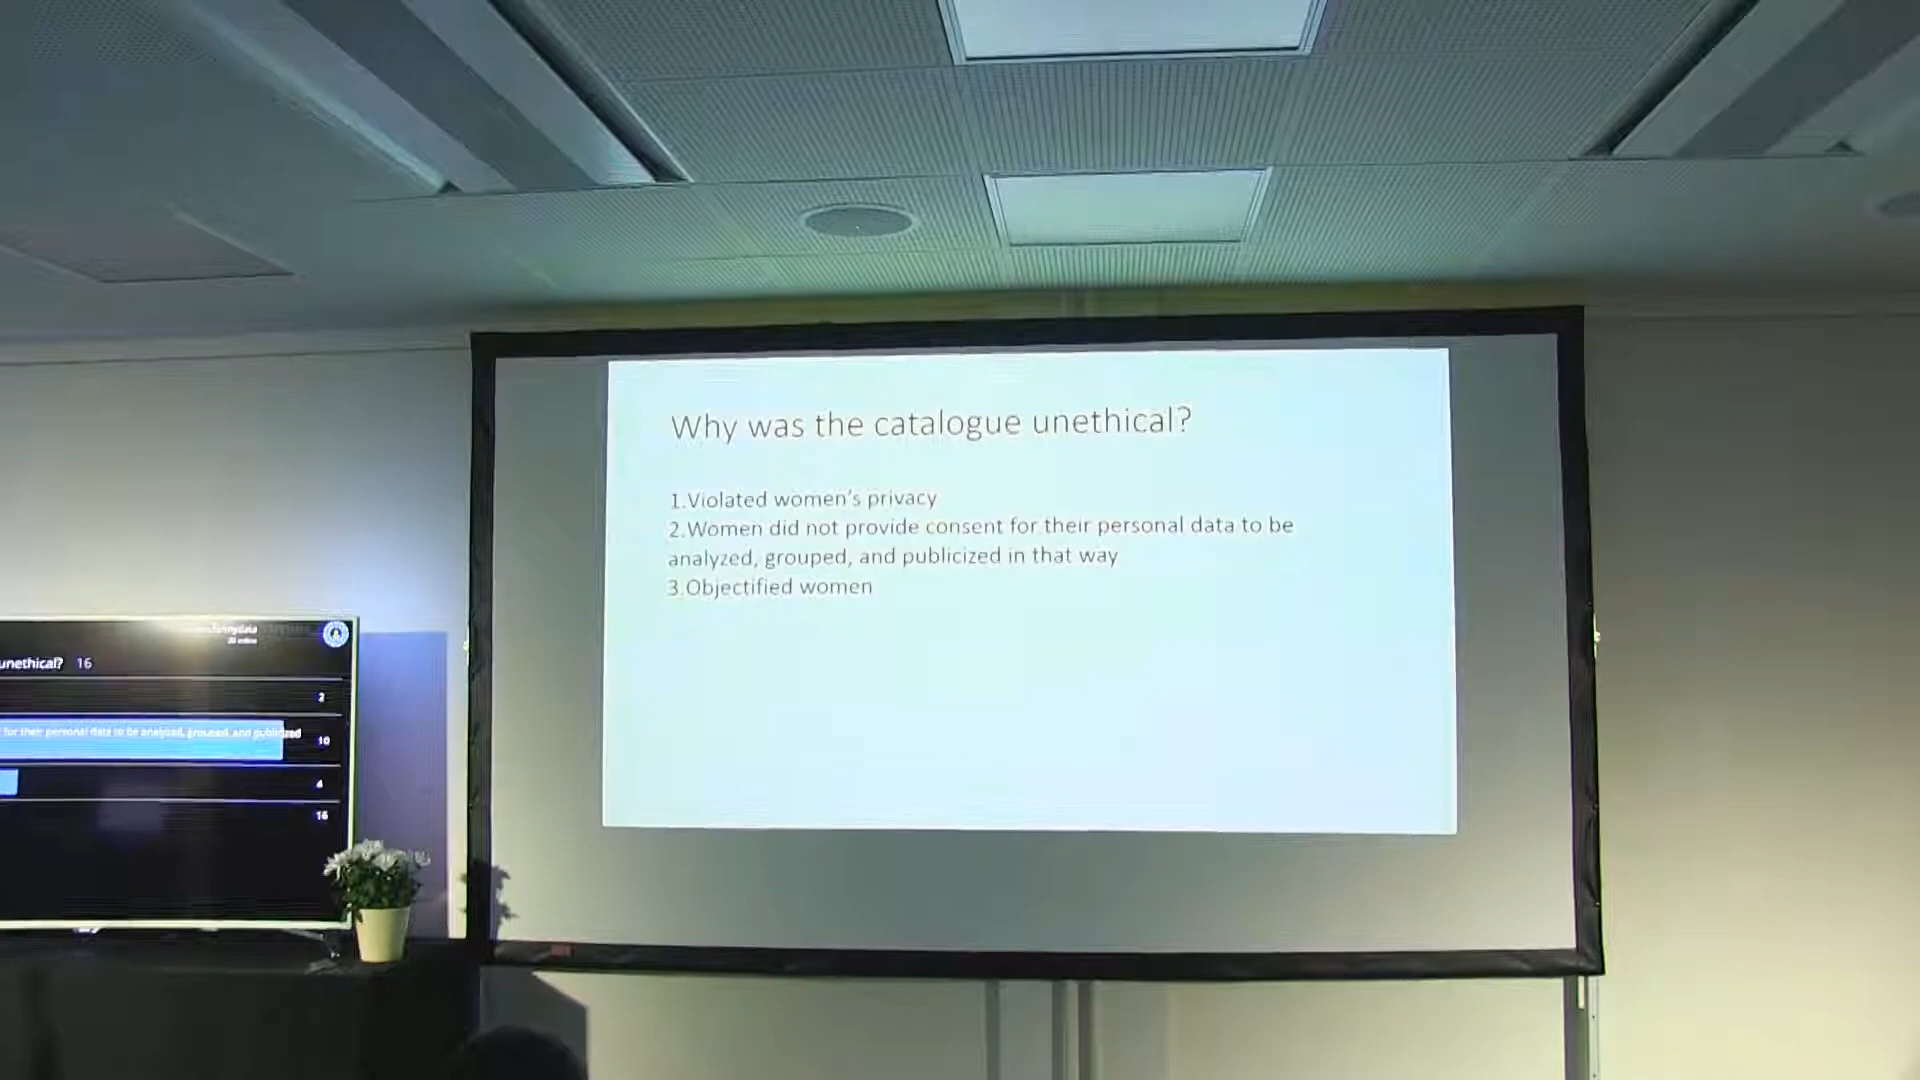 Why was the catalogue unethical?
1.Violated women's privacy
2.Women did not provide consent for their personal data to be
analyzed, grouped, and publicized in that way
3.Objectified women
unethical? 16
2
for their personal data to be analyzed, grouped, and publicized
10
4
16